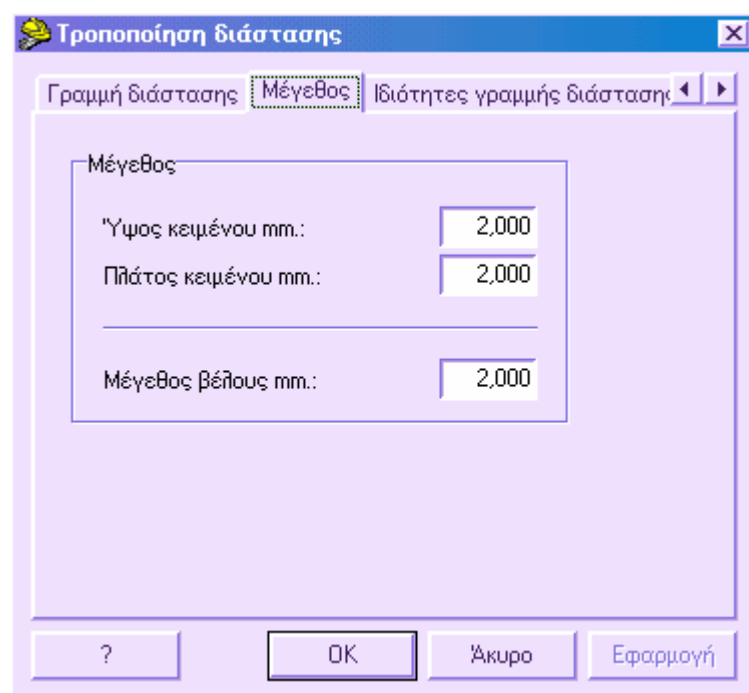 Τροποποίηση διάστασης
Γραμμή διάστασης Μέγεθος Ιδιότητες γραμμής διάστασης
Μέγεθος
Ύψος κειμένου mm.: 2,000
Πλάτος κειμένου mm.: 2,000
Μέγεθος βέλους mm.: 2,000
? OK Άκυρο Εφαρμογή